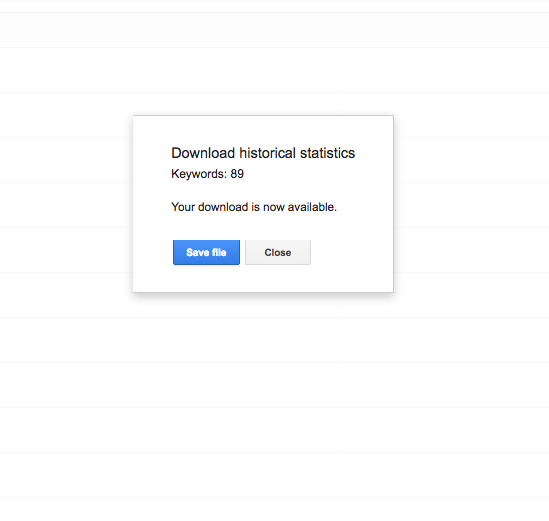 Download historical statistics
Keywords: 89
Your download is now available.
Save file
Close